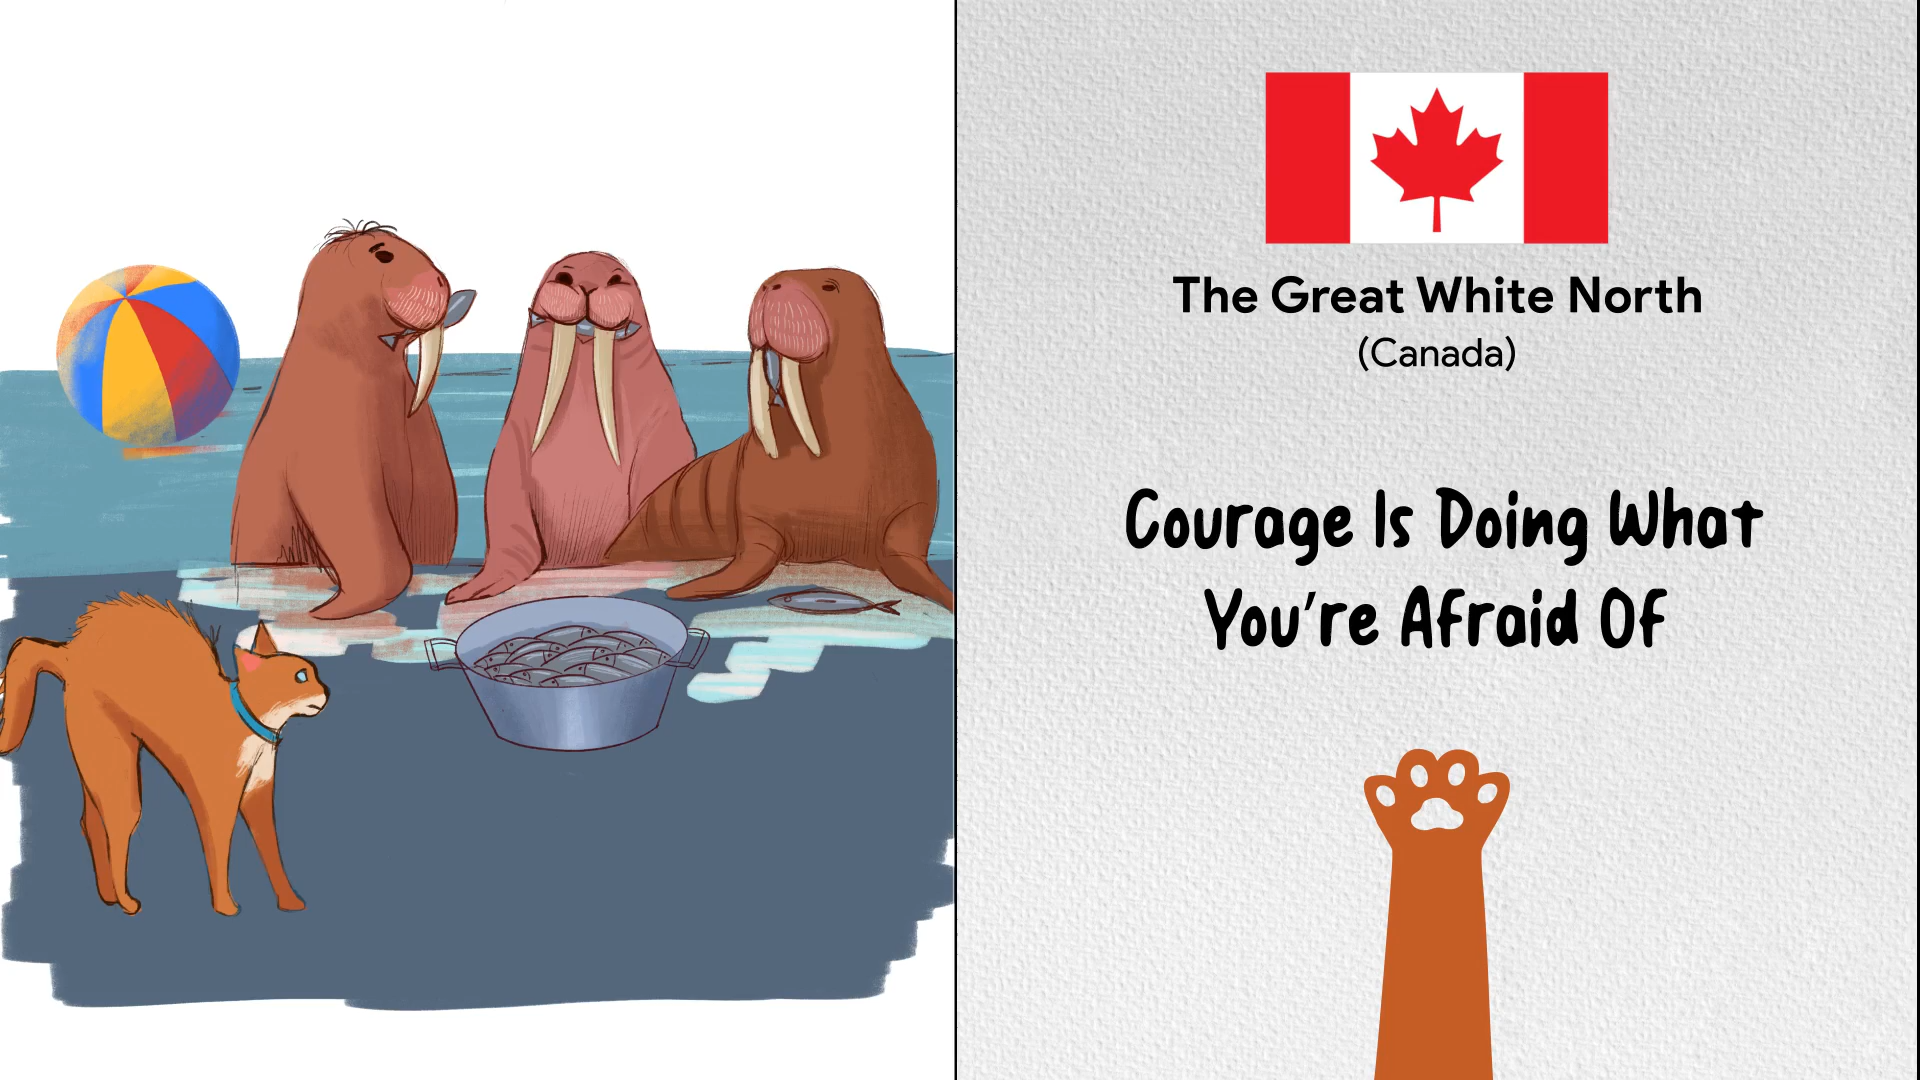 The Great White North
(Canada)
Courage Is Doing What
You're Afraid Of